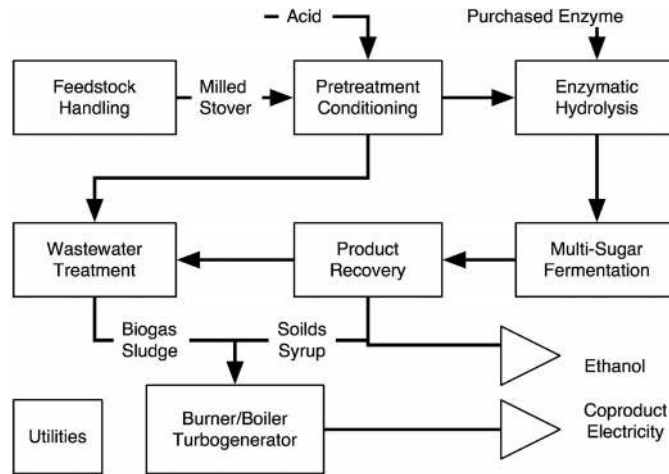 Acid
Purchased Enzyme
Feedstock
Handling
Milled
Stover
Pretreatment
Conditioning
Enzymatic
Hydrolysis
Wastewater
Treatment
Product
Recovery
Multi-Sugar
Fermentation
Biogas
Sludge
Soilds
Syrup
Ethanol
Utilities
Burner/Boiler
Turbogenerator
Coproduct
Electricity